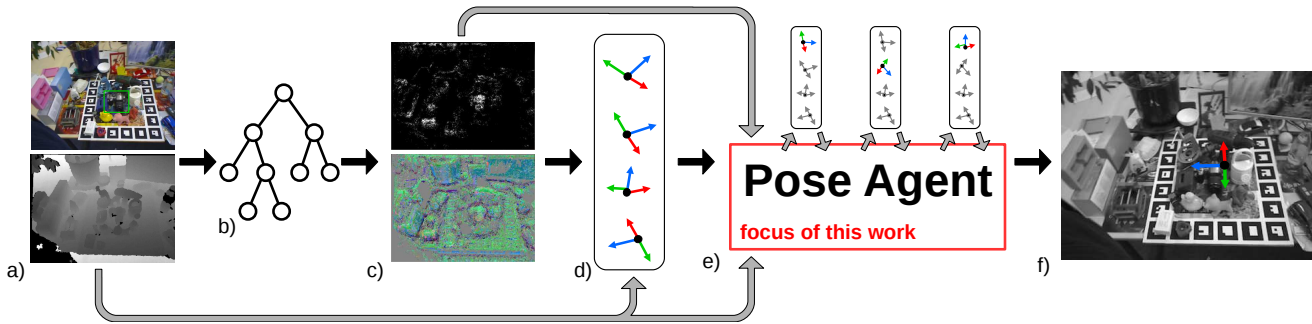 a)
b)
c)
d)
e)
Pose Agent
focus of this work
f)